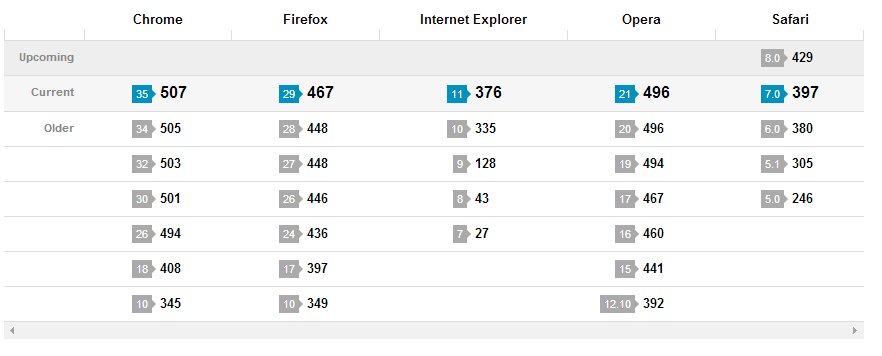 Chrome Firefox Internet Explorer Opera Safari
Upcoming 8.0 429
Current 35 507 29 467 11 376 21 496 7.0 397
Older 34 505 28 448 10 335 20 496 6.0 380
32 503 27 448 9 128 19 494 5.1 305
30 501 26 446 8 43 17 467 5.0 246
26 494 24 436 7 27 16 460
18 408 17 397 15 441
10 345 10 349 12.10 392